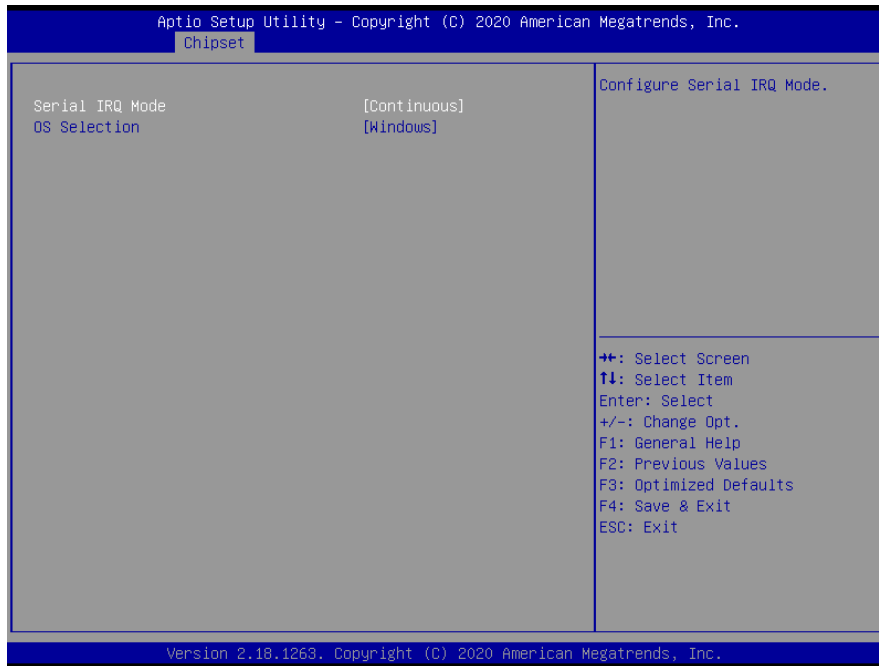 Aptio Setup Utility – Copyright (C) 2020 American Megatrends, Inc.
Chipset
Serial IRQ Mode [Continuous]
OS Selection [Windows]
Configure Serial IRQ Mode.
→←: Select Screen
↑↓: Select Item
Enter: Select
+/-: Change Opt.
F1: General Help
F2: Previous Values
F3: Optimized Defaults
F4: Save & Exit
ESC: Exit
Version 2.18.1263. Copyright (C) 2020 American Megatrends, Inc.